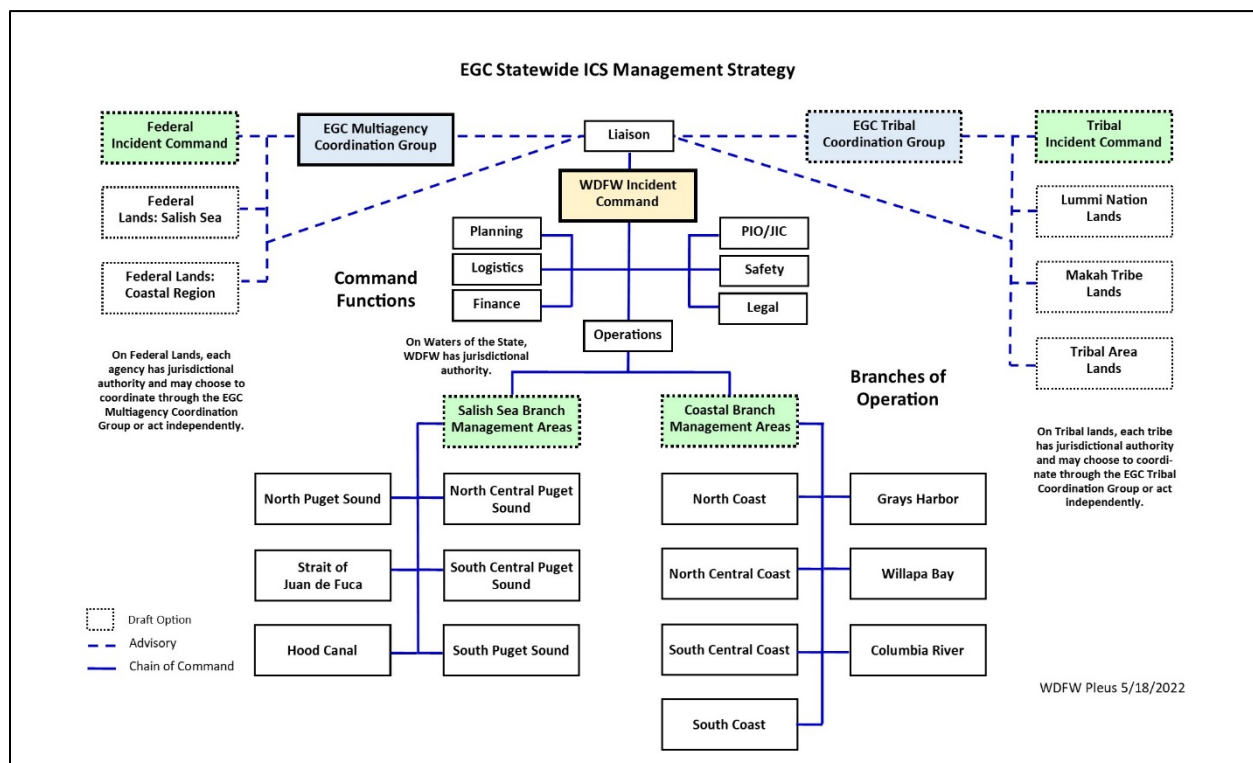 EGC Statewide ICS Management Strategy
Federal
Incident Command
EGC Multiagency
Coordination Group
Liaison
EGC Tribal
Coordination Group
Tribal
Incident Command
WDFW Incident
Command
Federal
Lands: Salish Sea
Federal Lands:
Coastal Region
Lummi Nation
Lands
Makah Tribe
Lands
Tribal Area
Lands
Command
Functions
Planning
Logistics
Finance
PIO/JIC
Safety
Legal
Operations
On Federal Lands, each
agency has jurisdictional
authority and may choose to
coordinate through the EGC
Multiagency Coordination
Group or act independently.
On Waters of the State,
WDFW has jurisdictional
authority.
Branches of
Operation
On Tribal lands, each tribe
has jurisdictional authority
and may choose to coordi-
nate through the EGC Tribal
Coordination Group or act
independently.
Salish Sea Branch
Management Areas
Coastal Branch
Management Areas
North Puget Sound
North Central Puget
Sound
Strait of
Juan de Fuca
South Central Puget
Sound
Hood Canal
South Puget Sound
North Coast
Grays Harbor
North Central Coast
Willapa Bay
South Central Coast
Columbia River
South Coast
Draft Option
Advisory
Chain of Command
WDFW Pleus 5/18/2022